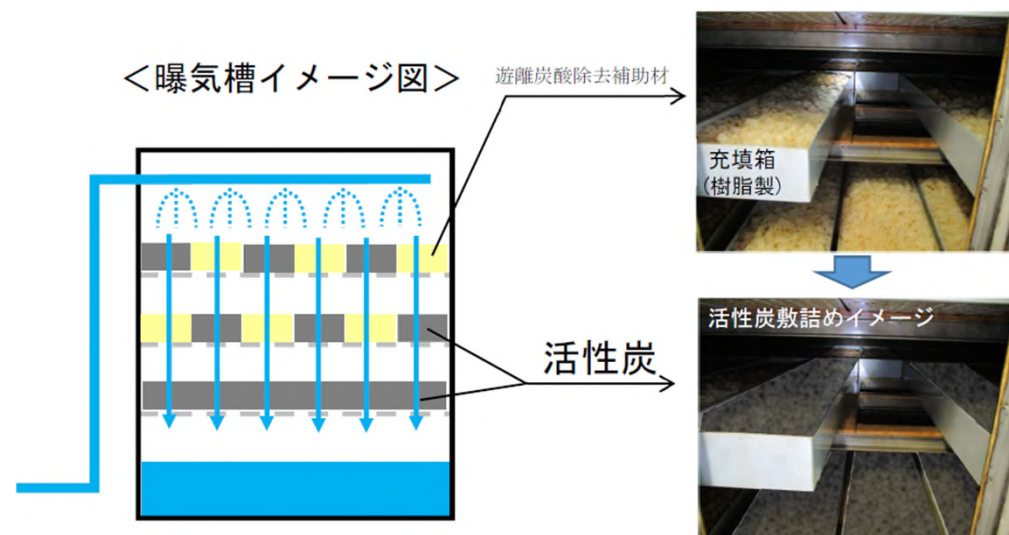 ＜曝気槽イメージ図＞
遊離炭酸除去補助材
充填箱
(樹脂製)
活性炭敷詰めイメージ
活性炭